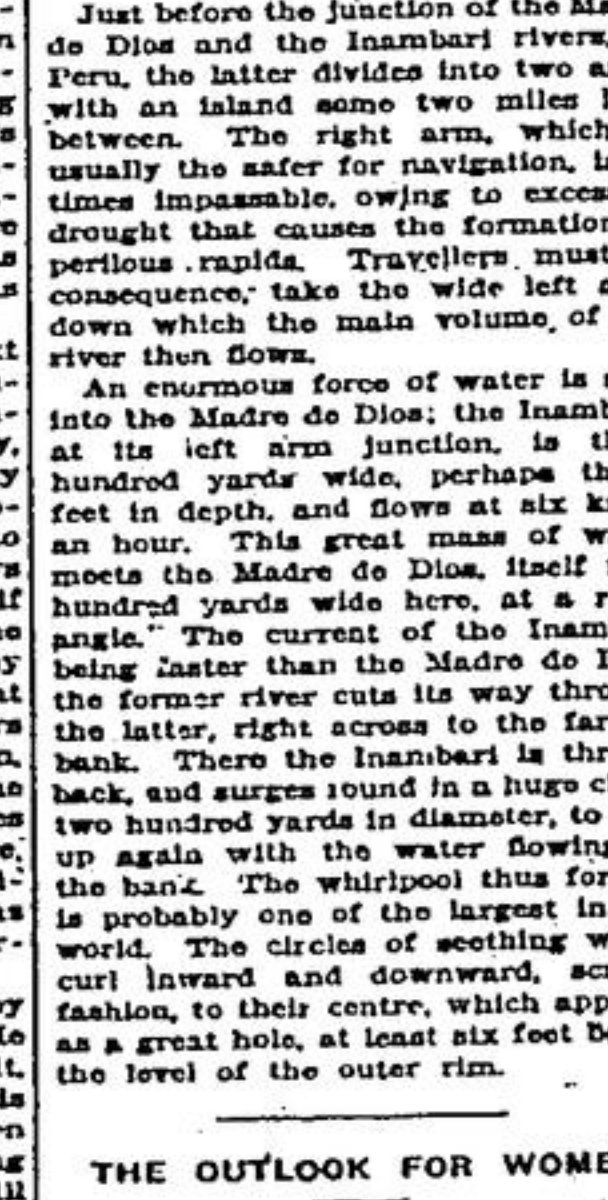 Just before the junction of the Ma
de Dios and the Inambari rivers,
Peru, the latter divides into two a
with an island some two miles l
between. The right arm, which
usually the safer for navigation, is
times impassable, owing to exces
drought that causes the formation
perilous rapids. Travellers must
consequence, take the wide left a
down which the main volume of
river then flows.
An enormous force of water is s
into the Madre de Dios; the Inamb
at its left arm junction, is th
hundred yards wide, perhaps th
feet in depth, and flows at six k
an hour. This great mass of w
meets the Madre de Dios, itself
hundred yards wide here, at a r
angle." The current of the Inam
being faster than the Madre de D
the former river cuts its way thro
the latter, right across to the far
bank. There the Inambari is thr
back, and surges round in a huge c
two hundred yards in diameter, to
up again with the water flowing
the bank. The whirlpool thus for
is probably one of the largest in
world. The circles of seething w
curl inward and downward, scr
fashion, to their centre, which app
as a great hole, at least six feet be
the level of the outer rim.
THE OUTLOOK FOR WOME